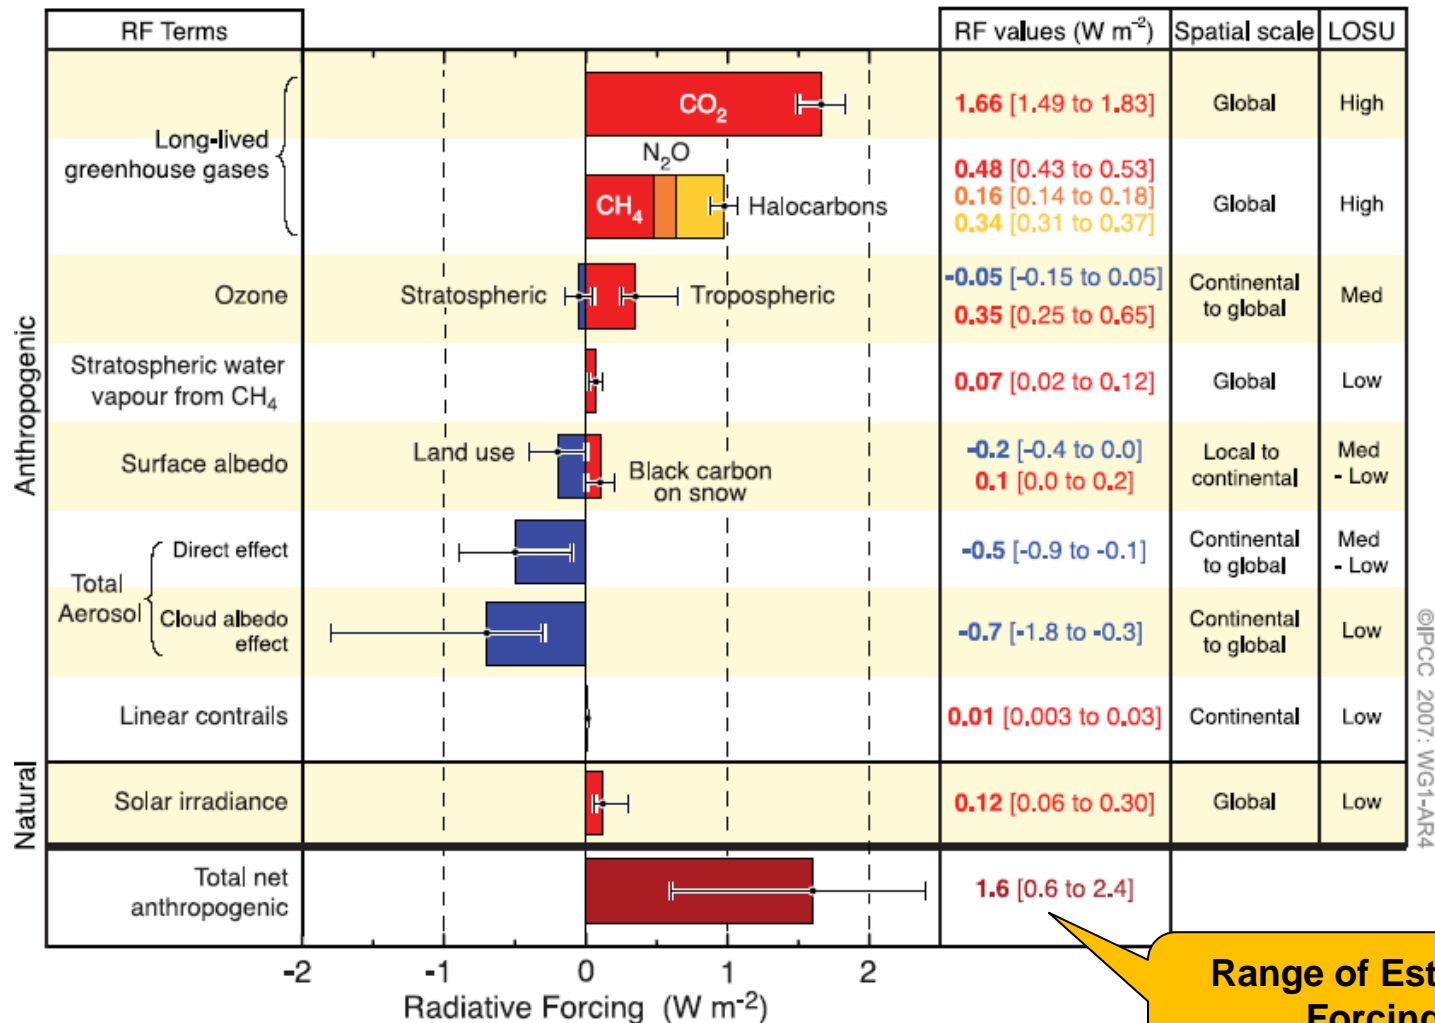 RF Terms
RF values (W m⁻²)
Spatial scale
LOSU
Anthropogenic
Long-lived
greenhouse gases
CO₂
1.66 [1.49 to 1.83]
Global
High
N₂O
CH₄
Halocarbons
0.48 [0.43 to 0.53]
0.16 [0.14 to 0.18]
0.34 [0.31 to 0.37]
Global
High
Ozone
Stratospheric
Tropospheric
-0.05 [-0.15 to 0.05]
0.35 [0.25 to 0.65]
Continental
to global
Med
Stratospheric water
vapour from CH₄
0.07 [0.02 to 0.12]
Global
Low
Surface albedo
Land use
Black carbon
on snow
-0.2 [-0.4 to 0.0]
0.1 [0.0 to 0.2]
Local to
continental
Med
- Low
Total
Aerosol
Direct effect
-0.5 [-0.9 to -0.1]
Continental
to global
Med
- Low
Cloud albedo
effect
-0.7 [-1.8 to -0.3]
Continental
to global
Low
Linear contrails
0.01 [0.003 to 0.03]
Continental
Low
Natural
Solar irradiance
0.12 [0.06 to 0.30]
Global
Low
Total net
anthropogenic
1.6 [0.6 to 2.4]
-2 -1 0 1 2
Radiative Forcing (W m⁻²)
©IPCC 2007: WG1-AR4
Range of Est
Forcing